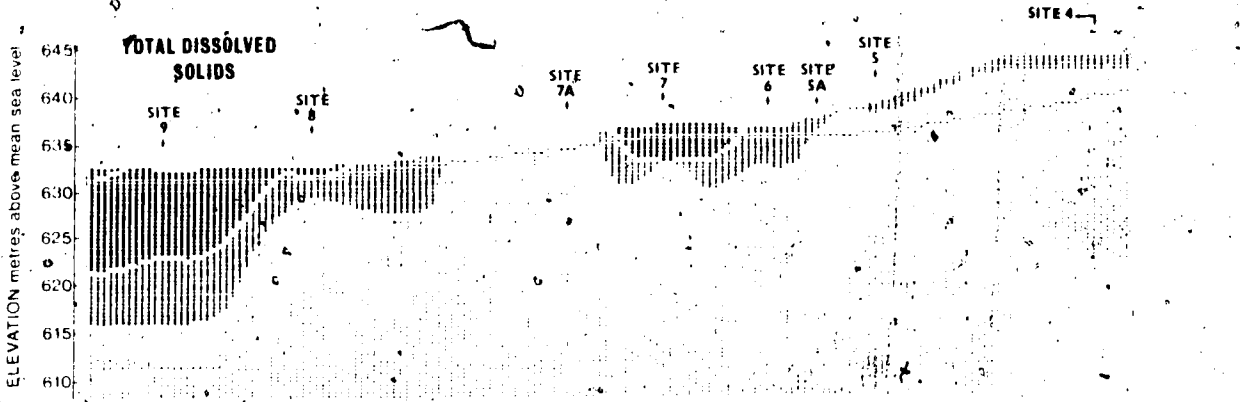 SITE 4
TOTAL DISSOLVED
SOLIDS
SITE
9
SITE
8
SITE
7A
SITE
7
SITE
6
SITE
5A
SITE
5
ELEVATION metres above mean sea level
645
640
635
630
625
620
615
610